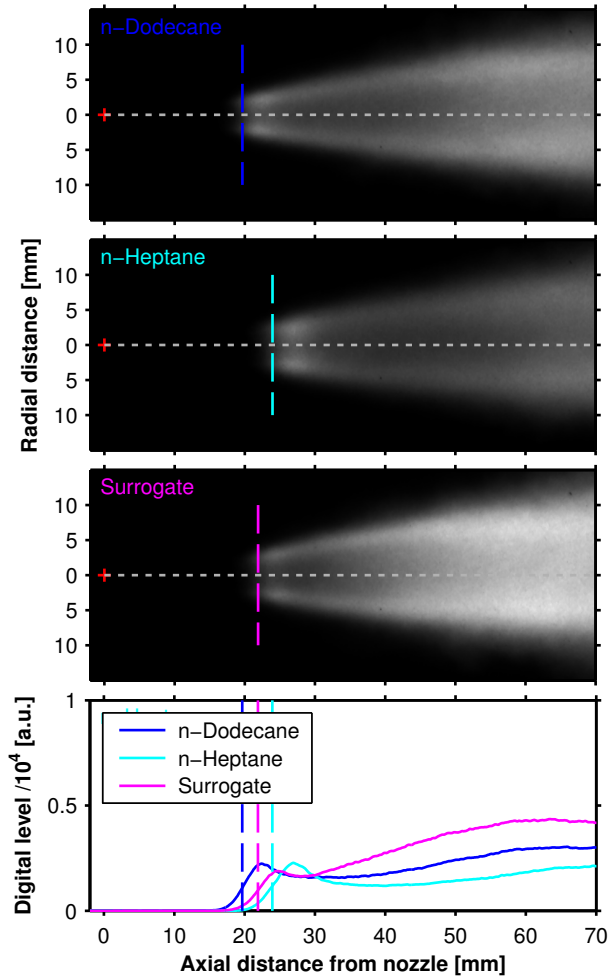 n−Dodecane
10
5
0
5
10
n−Heptane
10
5
0
5
10
Radial distance [mm]
Surrogate
10
5
0
5
10
1
0.5
0
Digital level /10^4 [a.u.]
n−Dodecane
n−Heptane
Surrogate
0 10 20 30 40 50 60 70
Axial distance from nozzle [mm]